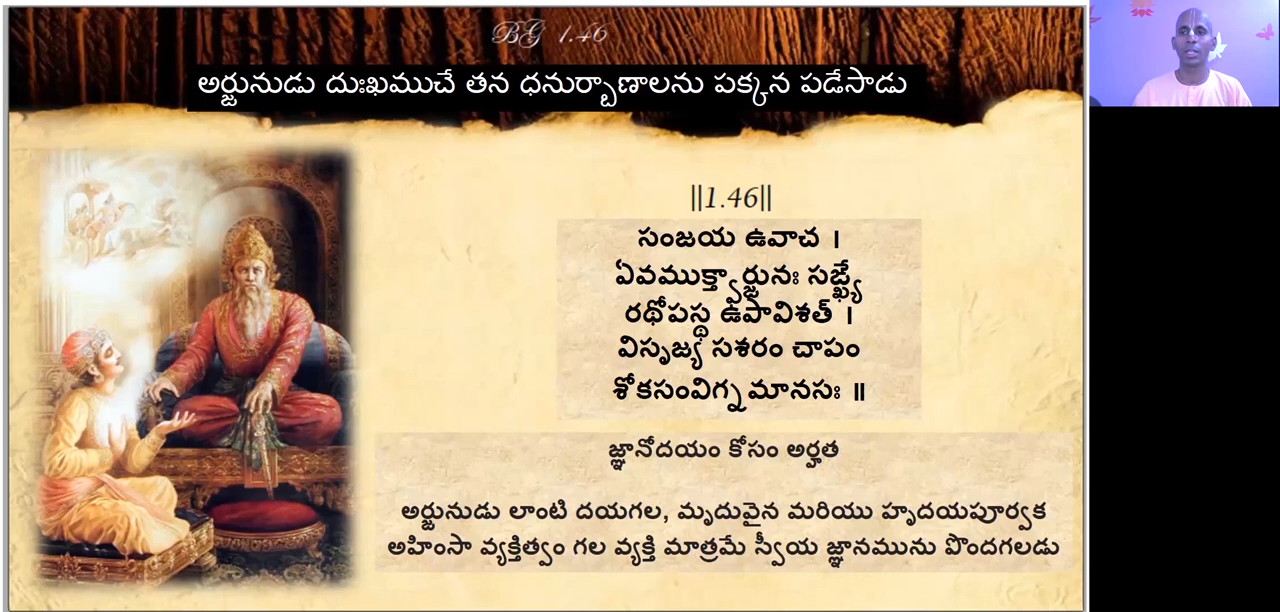 BG 1.46
అర్జునుడు దుఃఖముచే తన ధనుర్బాణాలను పక్కన పడేసాడు
||1.46||
సంజయ ఉవాచ ।
ఏవముక్త్వార్జునః సఙ్ఖ్యే
రథోపస్థ ఉపావిశత్ ।
విసృజ్య సశరం చాపం
శోకసంవిగ్నమానసః ॥
జ్ఞానోదయం కోసం అర్హత
అర్జునుడు లాంటి దయగల, మృదువైన మరియు హృదయపూర్వక
అహింసా వ్యక్తిత్వం గల వ్యక్తి మాత్రమే స్వీయ జ్ఞానమును పొందగలడు